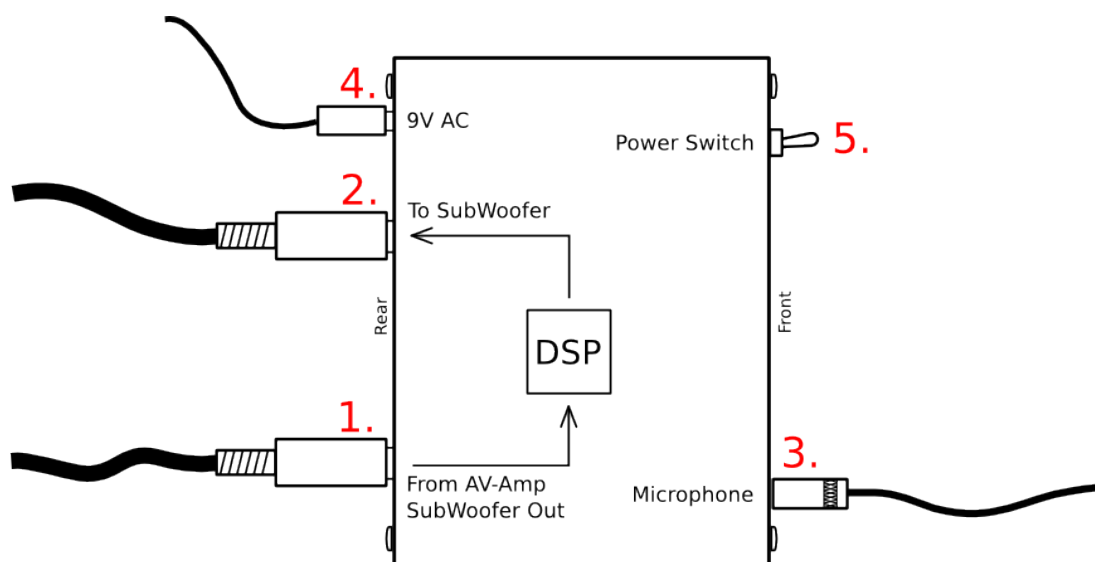 4.
9V AC
Power Switch
5.
2.
To SubWoofer
Rear
Front
DSP
1.
From AV-Amp
SubWoofer Out
3.
Microphone